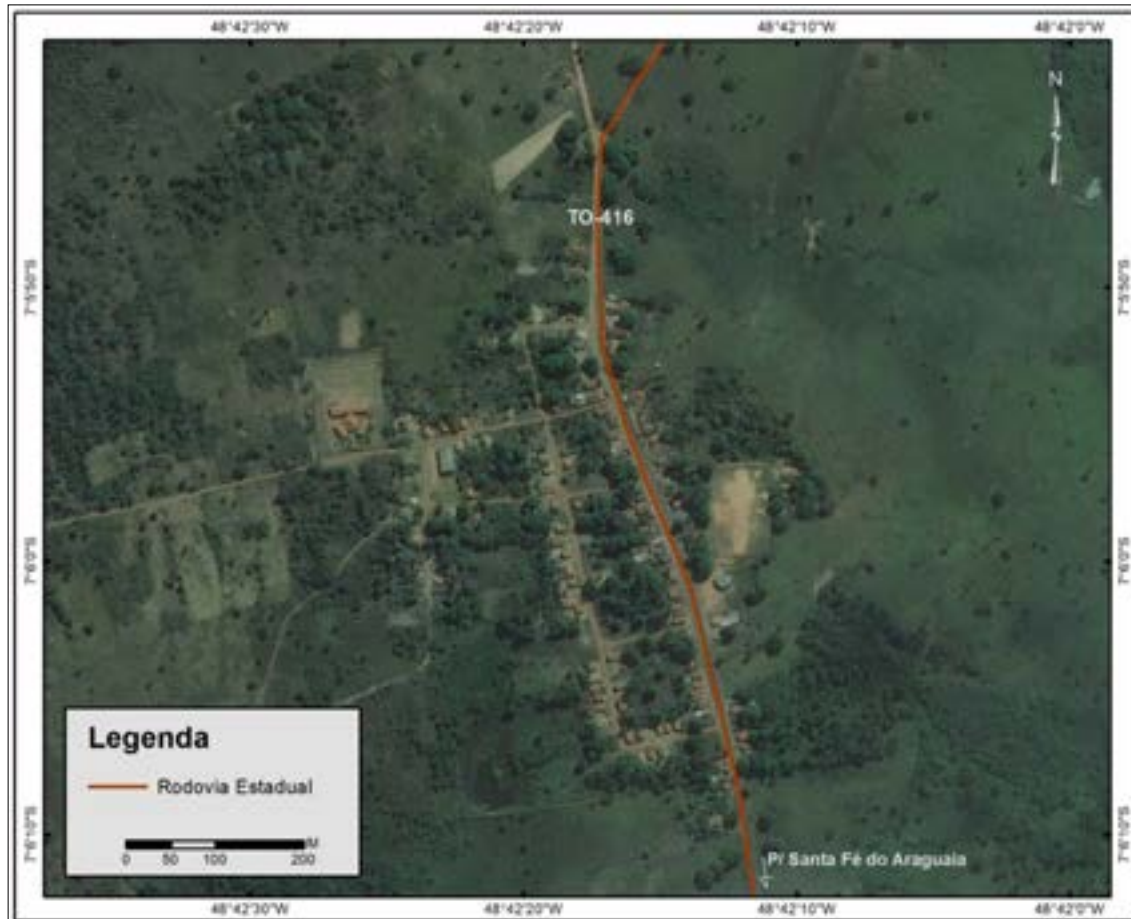 48°42'30"W 48°42'20"W 48°42'10"W 48°42'0"W
N
TO-416
7°5'50"S 7°5'50"S
7°6'0"S 7°6'0"S
Legenda
Rodovia Estadual
M
0 50 100 200
7°6'10"S 7°6'10"S
P/ Santa Fé do Araguaia
48°42'30"W 48°42'20"W 48°42'10"W 48°42'0"W